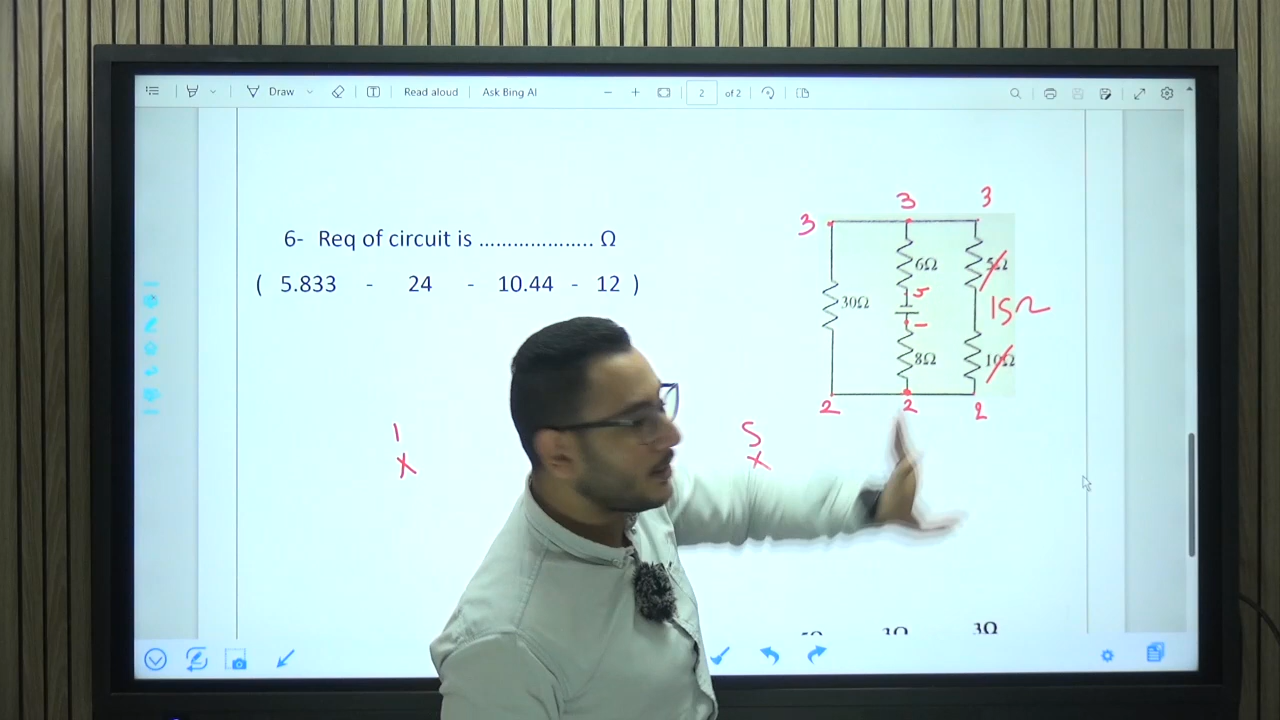 Draw
Read aloud
Ask Bing AI
2 of 2
6- Req of circuit is ................... Ω
( 5.833 - 24 - 10.44 - 12 )
3 3 3
6Ω 5Ω
5
30Ω 15Ω
8Ω 10Ω
2 2 2
1 5
x x
3Ω